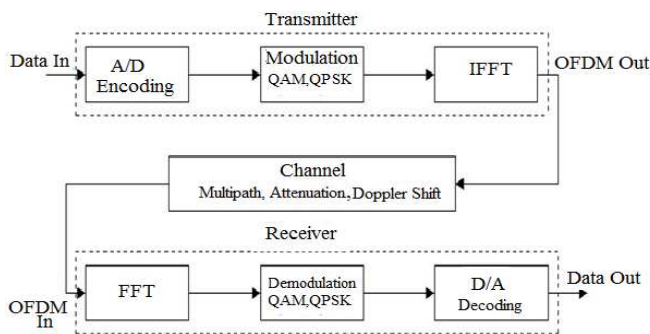 Transmitter
Data In
A/D
Encoding
Modulation
QAM,QPSK
IFFT
OFDM Out
Channel
Multipath, Attenuation,Doppler Shift
Receiver
OFDM
In
FFT
Demodulation
QAM,QPSK
D/A
Decoding
Data Out